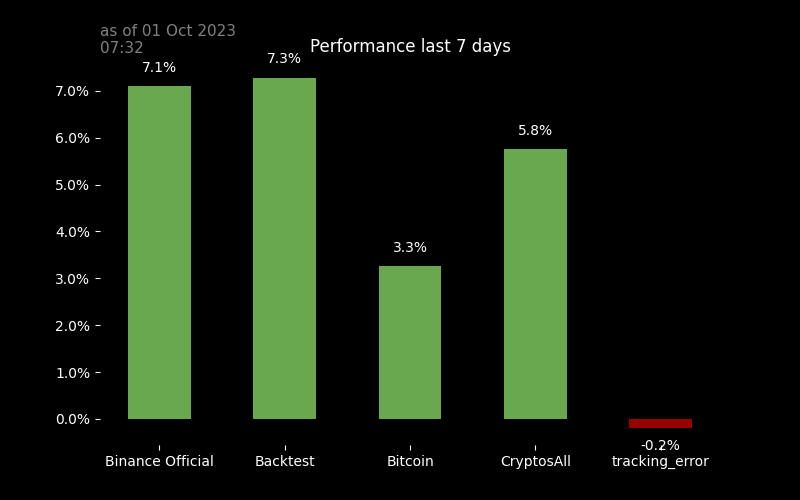 as of 01 Oct 2023
07:32
Performance last 7 days
7.1%
7.3%
3.3%
5.8%
-0.2%
7.0%
6.0%
5.0%
4.0%
3.0%
2.0%
1.0%
0.0%
Binance Official
Backtest
Bitcoin
CryptosAll
tracking_error